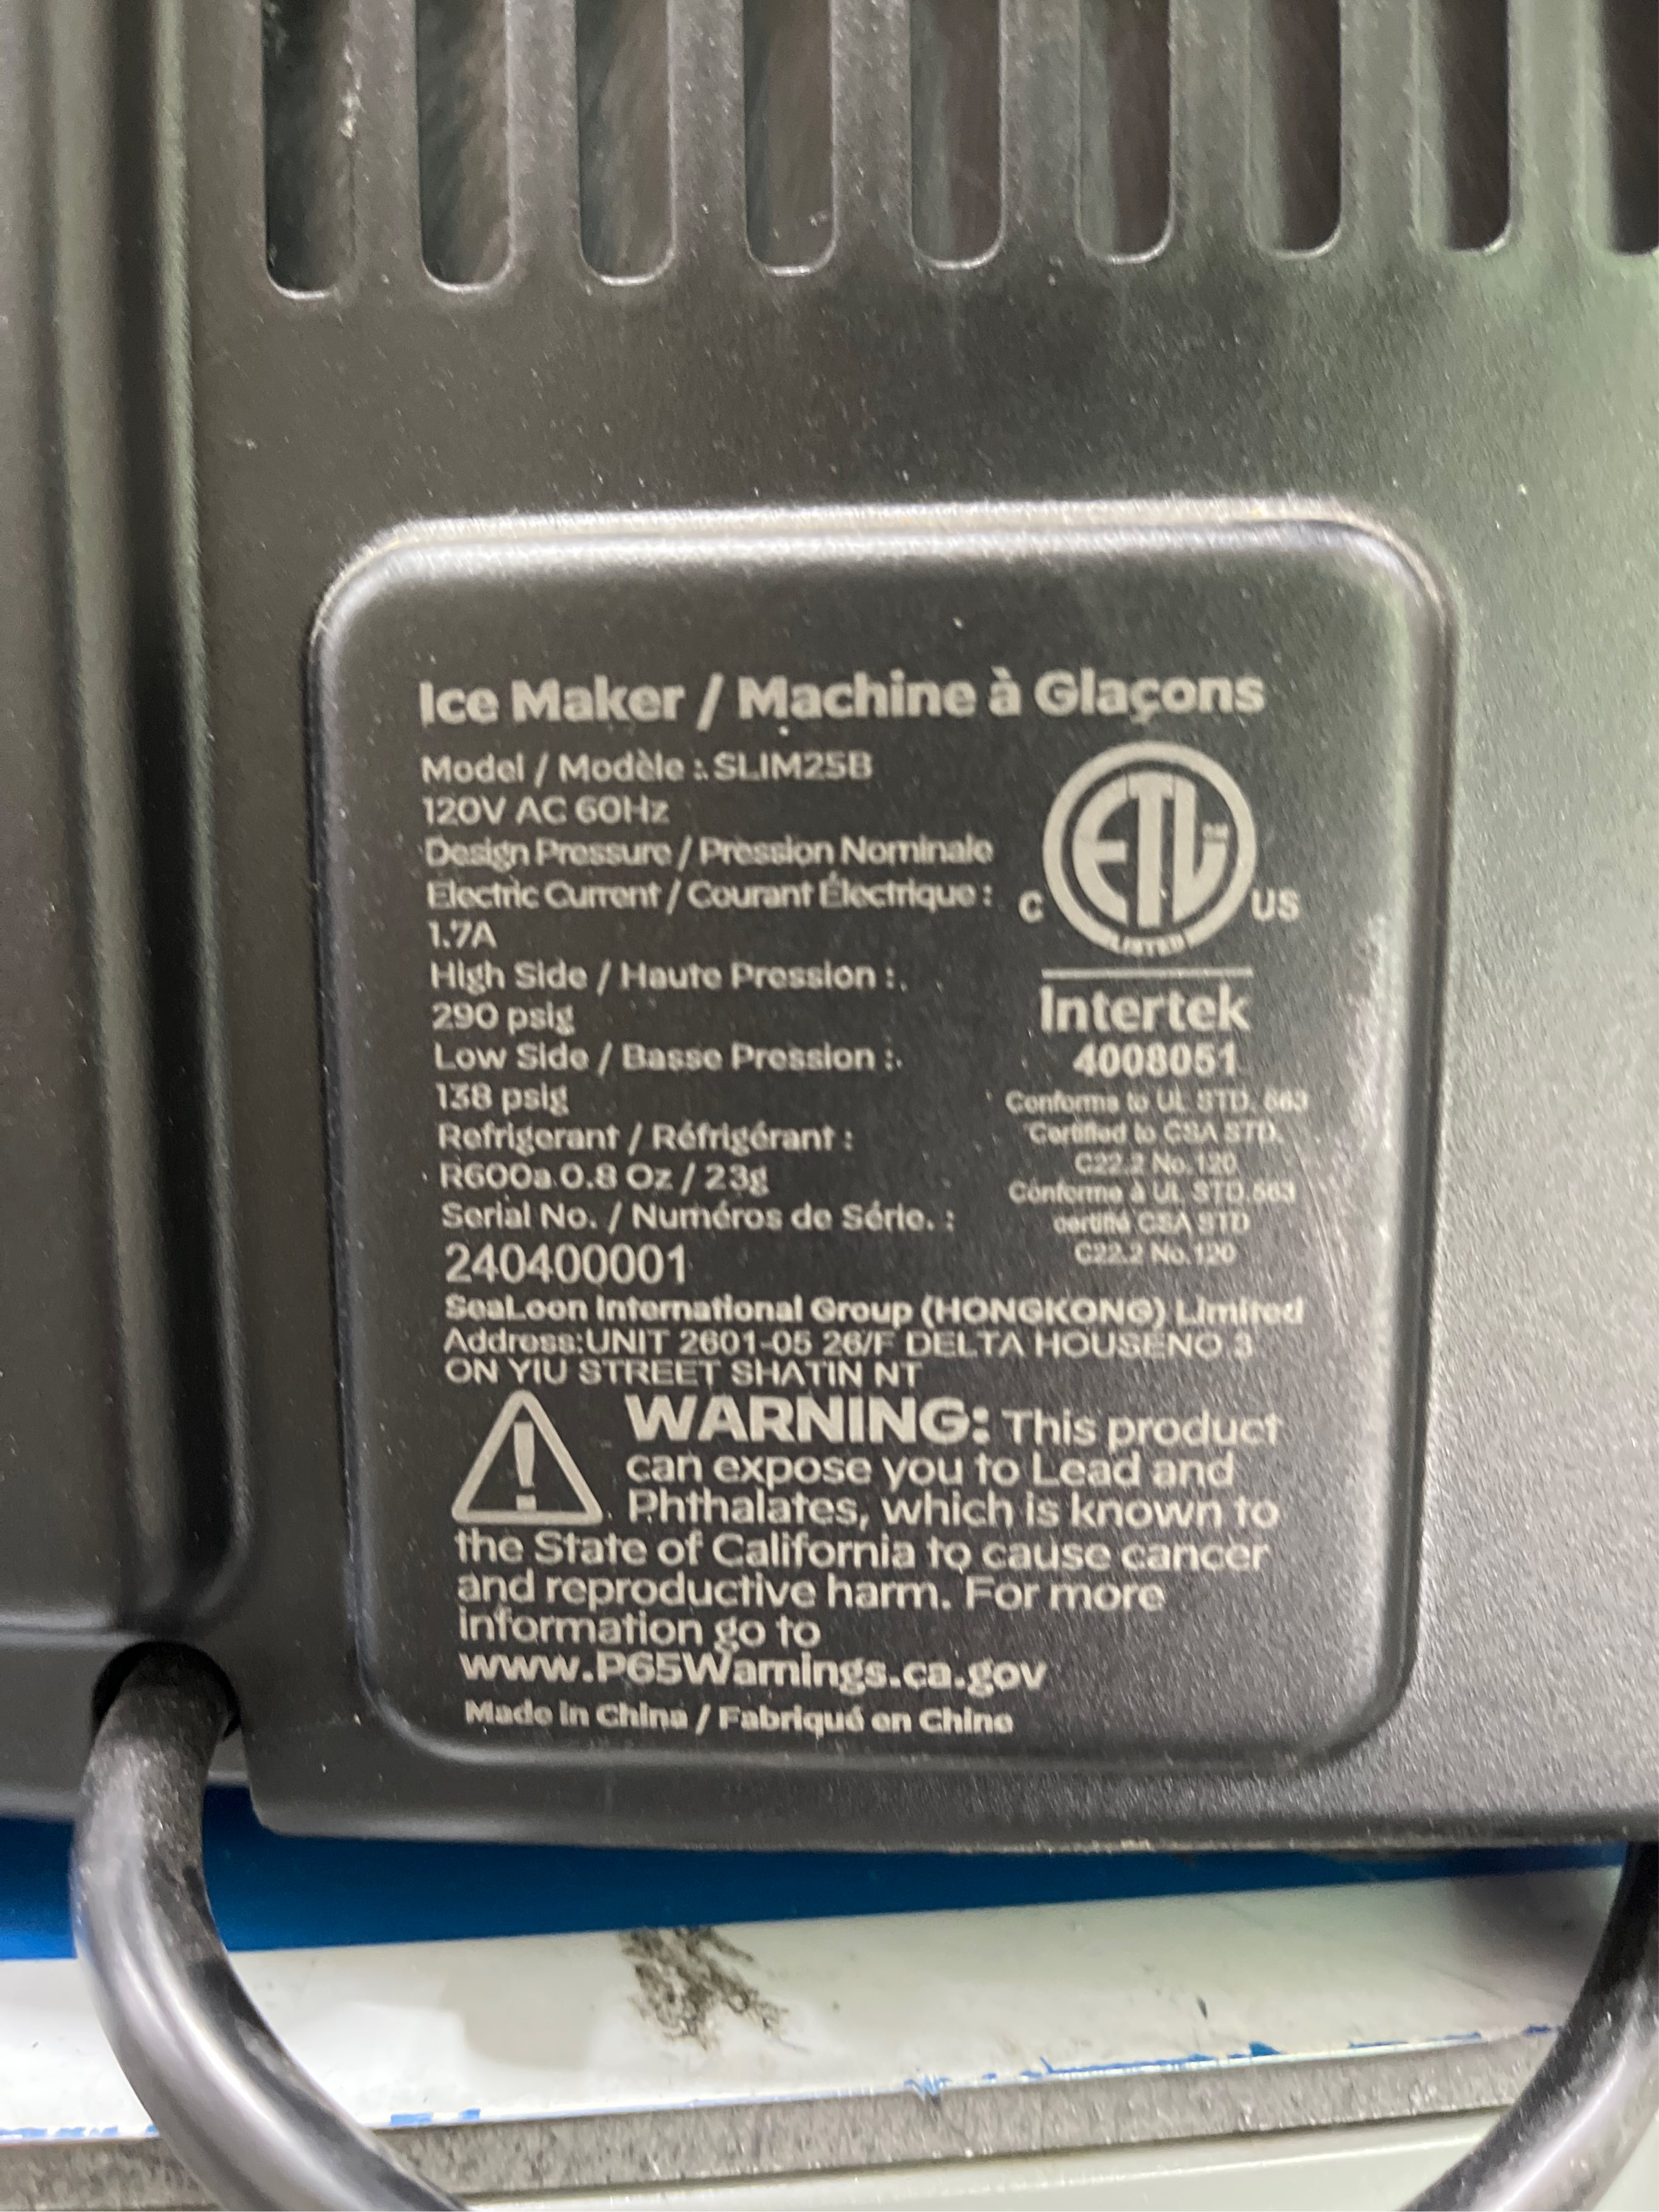 Ice Maker / Machine à Glaçons
Model / Modèle : SLIM25B
120V AC 60Hz
Design Pressure / Pression Nominale
Electric Current / Courant Électrique :
1.7A
High Side / Haute Pression :
290 psig
Low Side / Basse Pression :
138 psig
Refrigerant / Réfrigérant :
R600a 0.8 Oz / 23g
Serial No. / Numéros de Série. :
240400001
ETL
LISTED
C US
Intertek
4008051
Conforms to UL STD. 563
Certified to CSA STD.
C22.2 No.120
Conforme à UL STD.563
certifié CSA STD
C22.2 No.120
SeaLoon International Group (HONGKONG) Limited
Address:UNIT 2601-05 26/F DELTA HOUSENO 3
ON YIU STREET SHATIN NT
WARNING: This product
can expose you to Lead and
Phthalates, which is known to
the State of California to cause cancer
and reproductive harm. For more
information go to
www.P65Warnings.ca.gov
Made in China / Fabriqué en Chine